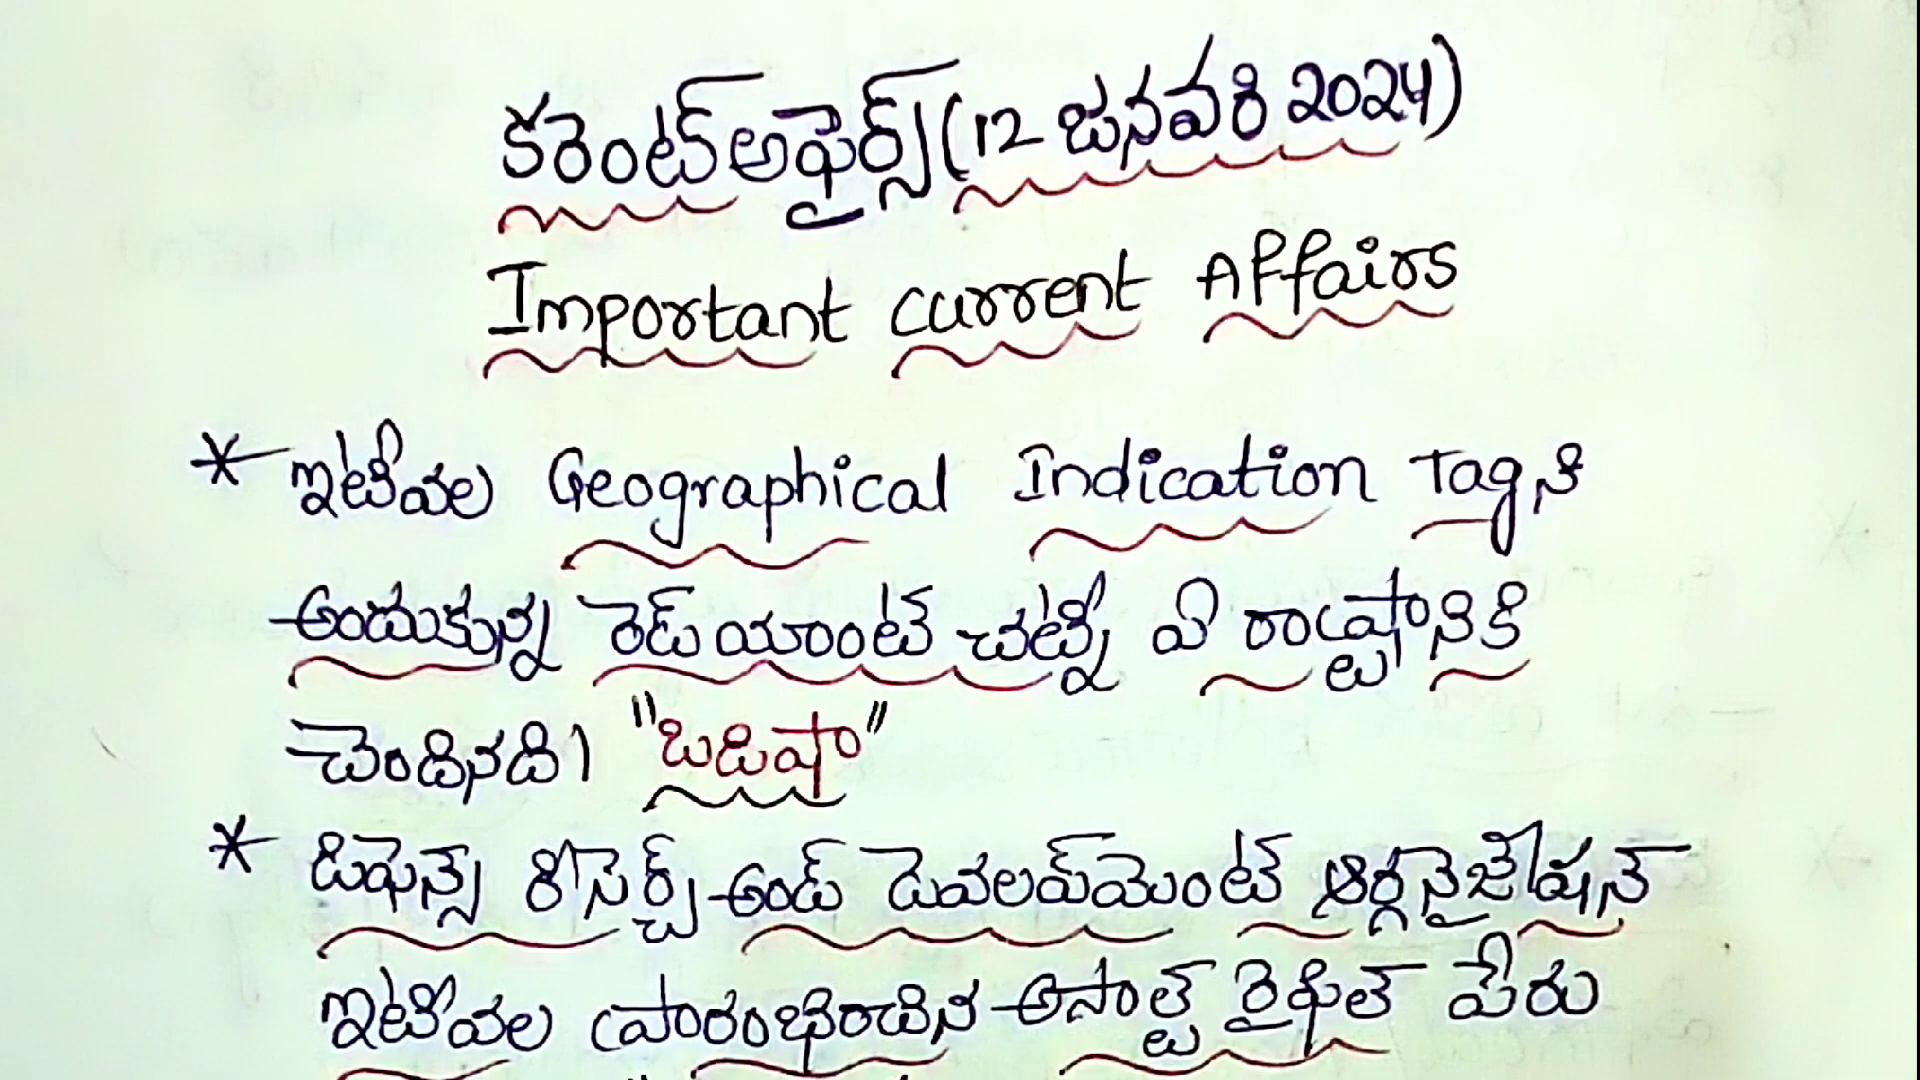 కరెంట్ అఫైర్స్ (12 జనవరి 2024)
Important current Affairs
* ఇటీవల Geographical Indication Tagని
అందుకున్న రెడ్ యాంట్ చట్నీ ఏ రాష్ట్రానికి
చెందినది) "ఒడిషా"
* డిఫెన్స్ రీసెర్చ్ అండ్ డెవలప్‌మెంట్ ఆర్గనైజేషన్
ఇటీవల ప్రారంభించిన అసాల్ట్ రైఫిల్ పేరు